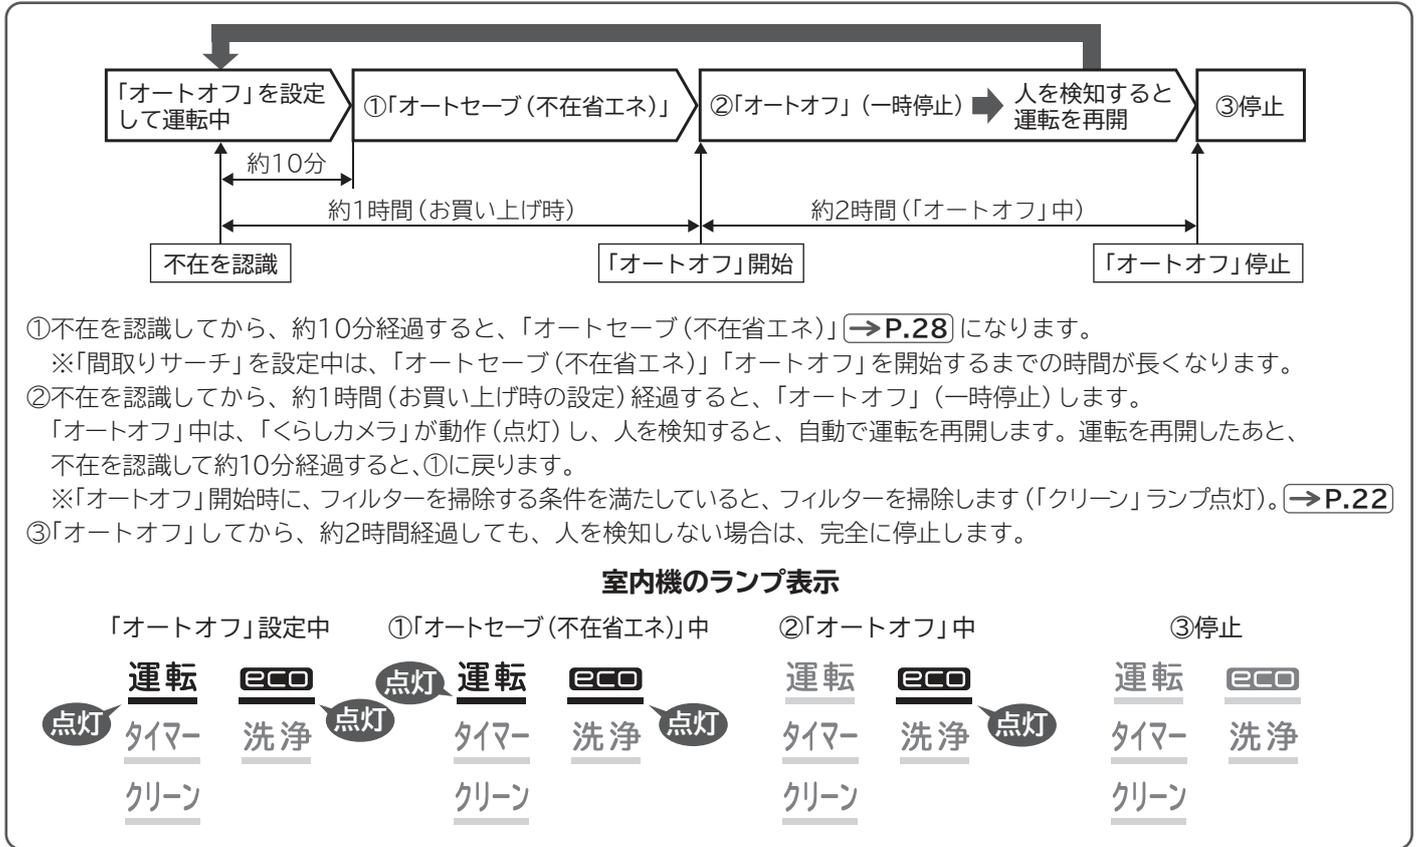 「オートオフ」を設定
して運転中
①「オートセーブ(不在省エネ)」
②「オートオフ」(一時停止)
人を検知すると
運転を再開
③停止
約10分
約1時間(お買い上げ時)
約2時間(「オートオフ」中)
不在を認識
「オートオフ」開始
「オートオフ」停止
①不在を認識してから、約10分経過すると、「オートセーブ(不在省エネ)」→P.28になります。
※「間取りサーチ」を設定中は、「オートセーブ(不在省エネ)」「オートオフ」を開始するまでの時間が長くなります。
②不在を認識してから、約1時間(お買い上げ時の設定)経過すると、「オートオフ」(一時停止)します。
「オートオフ」中は、「くらしカメラ」が動作(点灯)し、人を検知すると、自動で運転を再開します。運転を再開したあと、
不在を認識して約10分経過すると、①に戻ります。
※「オートオフ」開始時に、フィルターを掃除する条件を満たしていると、フィルターを掃除します(「クリーン」ランプ点灯)。→P.22
③「オートオフ」してから、約2時間経過しても、人を検知しない場合は、完全に停止します。
室内機のランプ表示
「オートオフ」設定中
運転 eco
点灯 点灯
タイマー 洗浄
クリーン
①「オートセーブ(不在省エネ)」中
点灯 運転 eco
点灯
タイマー 洗浄
クリーン
②「オートオフ」中
運転 eco
点灯
タイマー 洗浄
クリーン
③停止
運転 eco
タイマー 洗浄
クリーン